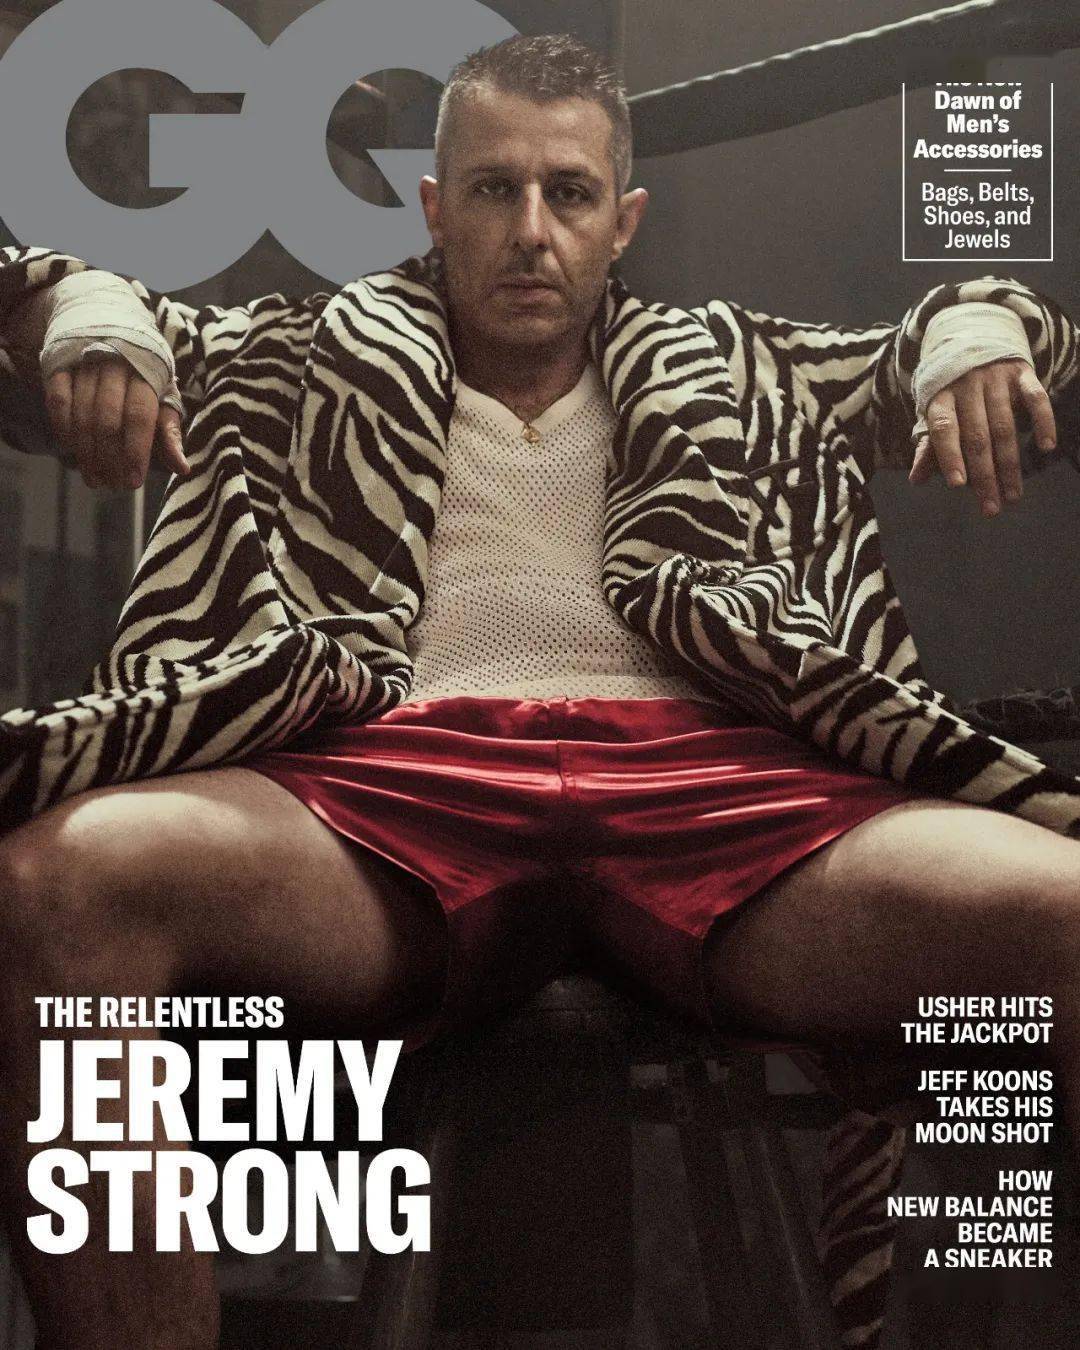 GQ
Dawn of
Men's
Accessories
Bags, Belts,
Shoes, and
Jewels
THE RELENTLESS
JEREMY
STRONG
USHER HITS
THE JACKPOT
JEFF KOONS
TAKES HIS
MOON SHOT
HOW
NEW BALANCE
BECAME
A SNEAKER